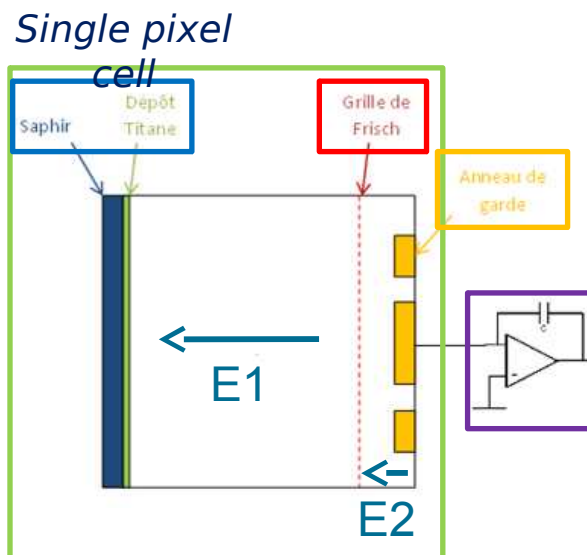 Single pixel
cell
Saphir
Dépôt
Titane
Grille de
Frisch
Anneau de
garde
E1
C
E2